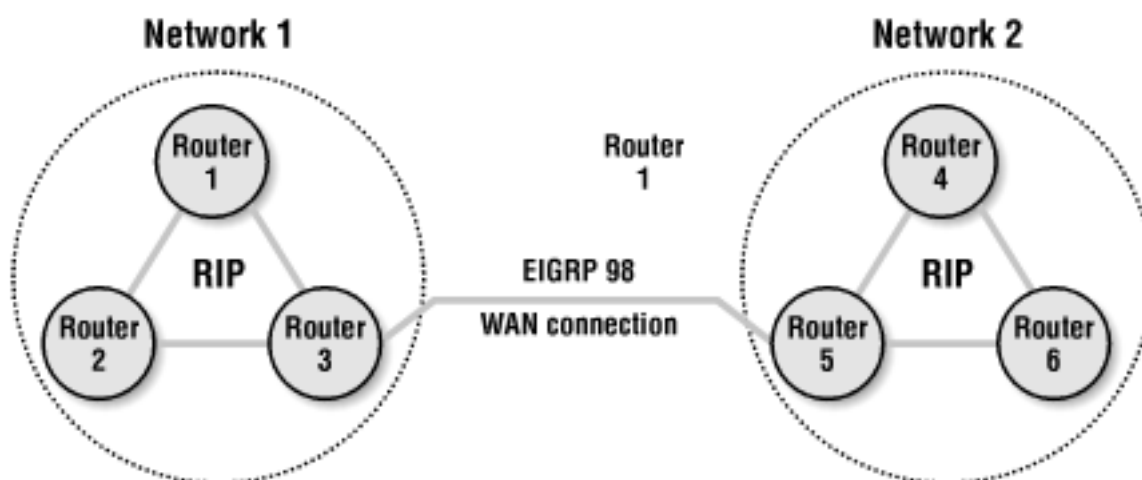 Network 1
Network 2
Router
1
Router
1
Router
4
RIP
RIP
EIGRP 98
WAN connection
Router
2
Router
3
Router
5
Router
6